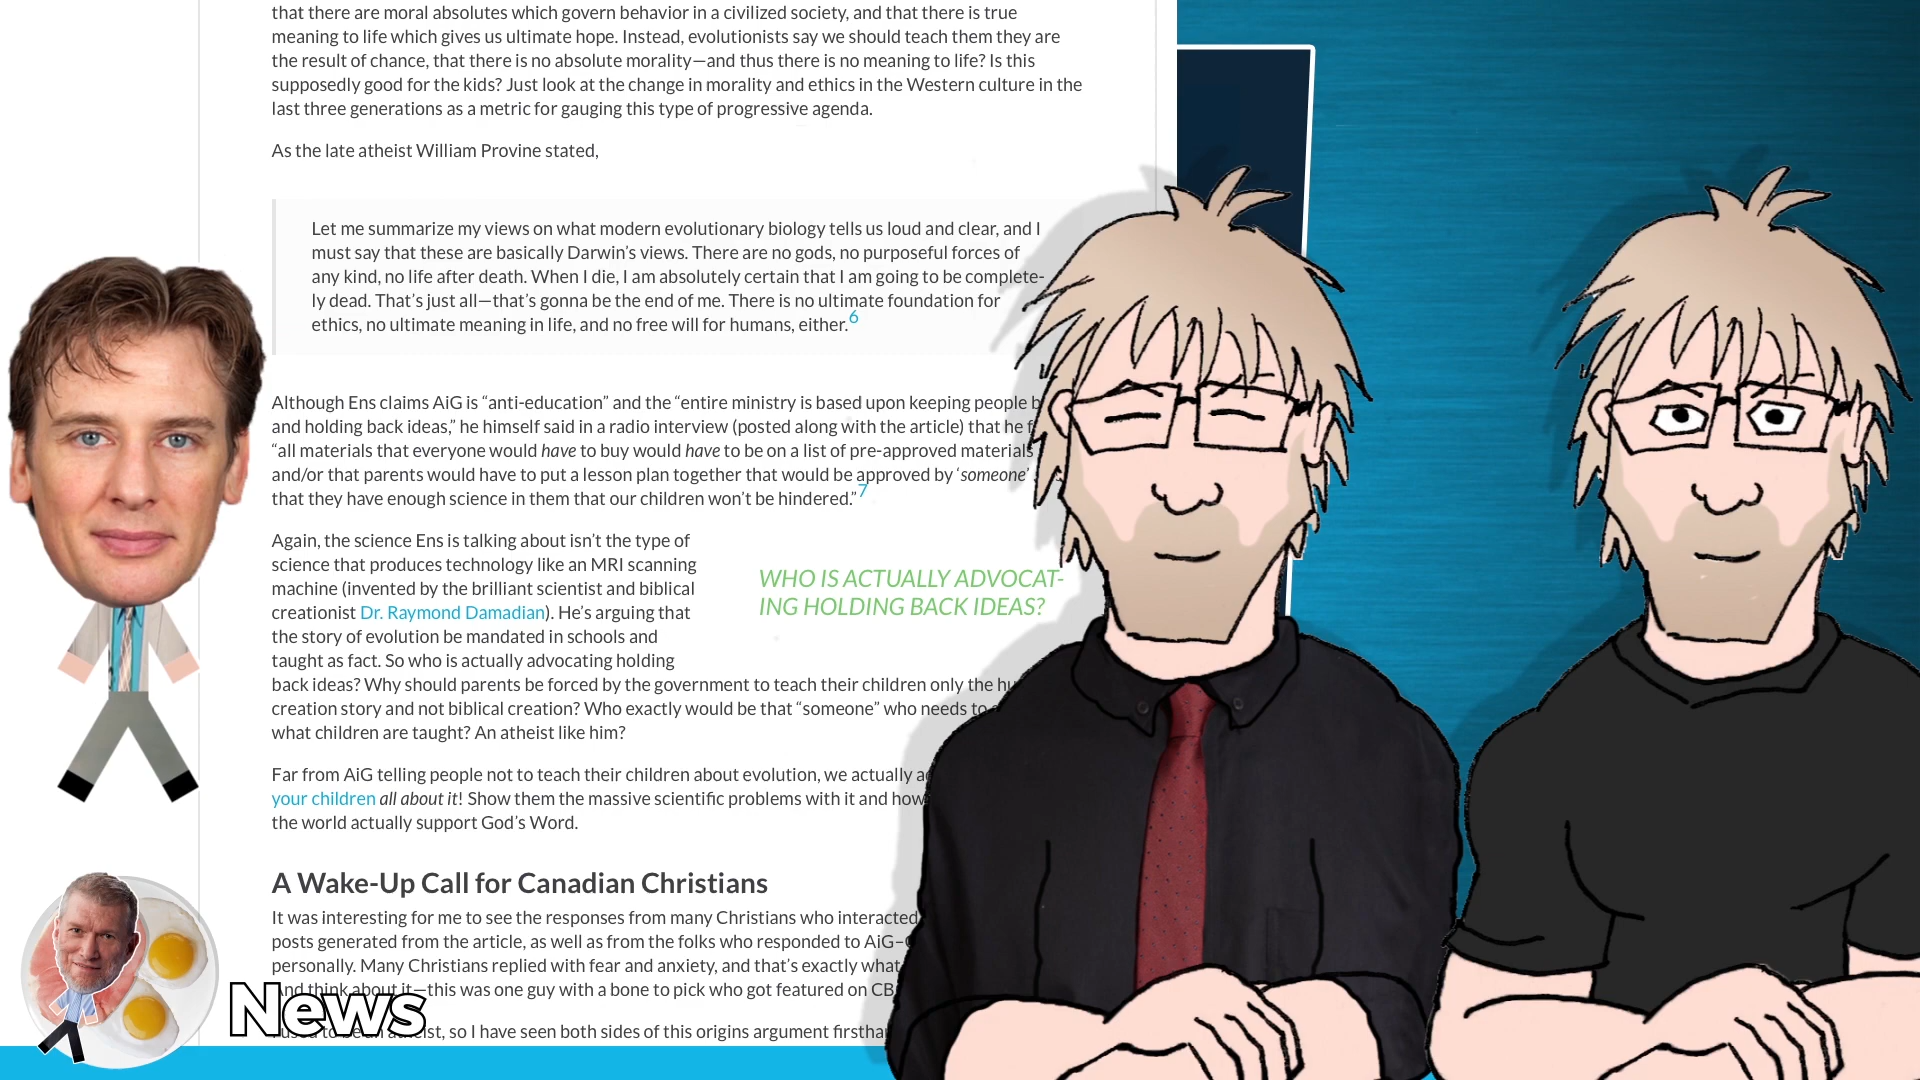 that there are moral absolutes which govern behavior in a civilized society, and that there is true
meaning to life which gives us ultimate hope. Instead, evolutionists say we should teach them they are
the result of chance, that there is no absolute morality—and thus there is no meaning to life? Is this
supposedly good for the kids? Just look at the change in morality and ethics in the Western culture in the
last three generations as a metric for gauging this type of progressive agenda.
As the late atheist William Provine stated,
Let me summarize my views on what modern evolutionary biology tells us loud and clear, and I
must say that these are basically Darwin’s views. There are no gods, no purposeful forces of
any kind, no life after death. When I die, I am absolutely certain that I am going to be complete-
ly dead. That’s just all—that’s gonna be the end of me. There is no ultimate foundation for
ethics, no ultimate meaning in life, and no free will for humans, either.6
Although Ens claims AiG is “anti-education” and the “entire ministry is based upon keeping people
and holding back ideas,” he himself said in a radio interview (posted along with the article) that he
“all materials that everyone would have to buy would have to be on a list of pre-approved materials
and/or that parents would have to put a lesson plan together that would be approved by ‘someone’
that they have enough science in them that our children won’t be hindered.”7
Again, the science Ens is talking about isn’t the type of
science that produces technology like an MRI scanning
machine (invented by the brilliant scientist and biblical
creationist Dr. Raymond Damadian). He’s arguing that
the story of evolution be mandated in schools and
taught as fact. So who is actually advocating holding
WHO IS ACTUALLY ADVOCAT-
ING HOLDING BACK IDEAS?
back ideas? Why should parents be forced by the government to teach their children only the
creation story and not biblical creation? Who exactly would be that “someone” who needs to
what children are taught? An atheist like him?
Far from AiG telling people not to teach their children about evolution, we actually
your children all about it! Show them the massive scientific problems with it and how
the world actually support God’s Word.
A Wake-Up Call for Canadian Christians
It was interesting for me to see the responses from many Christians who interacted
posts generated from the article, as well as from the folks who responded to AiG–
personally. Many Christians replied with fear and anxiety, and that’s exactly what
And think about it—this was one guy with a bone to pick who got featured on CB
News
so I have seen both sides of this origins argument